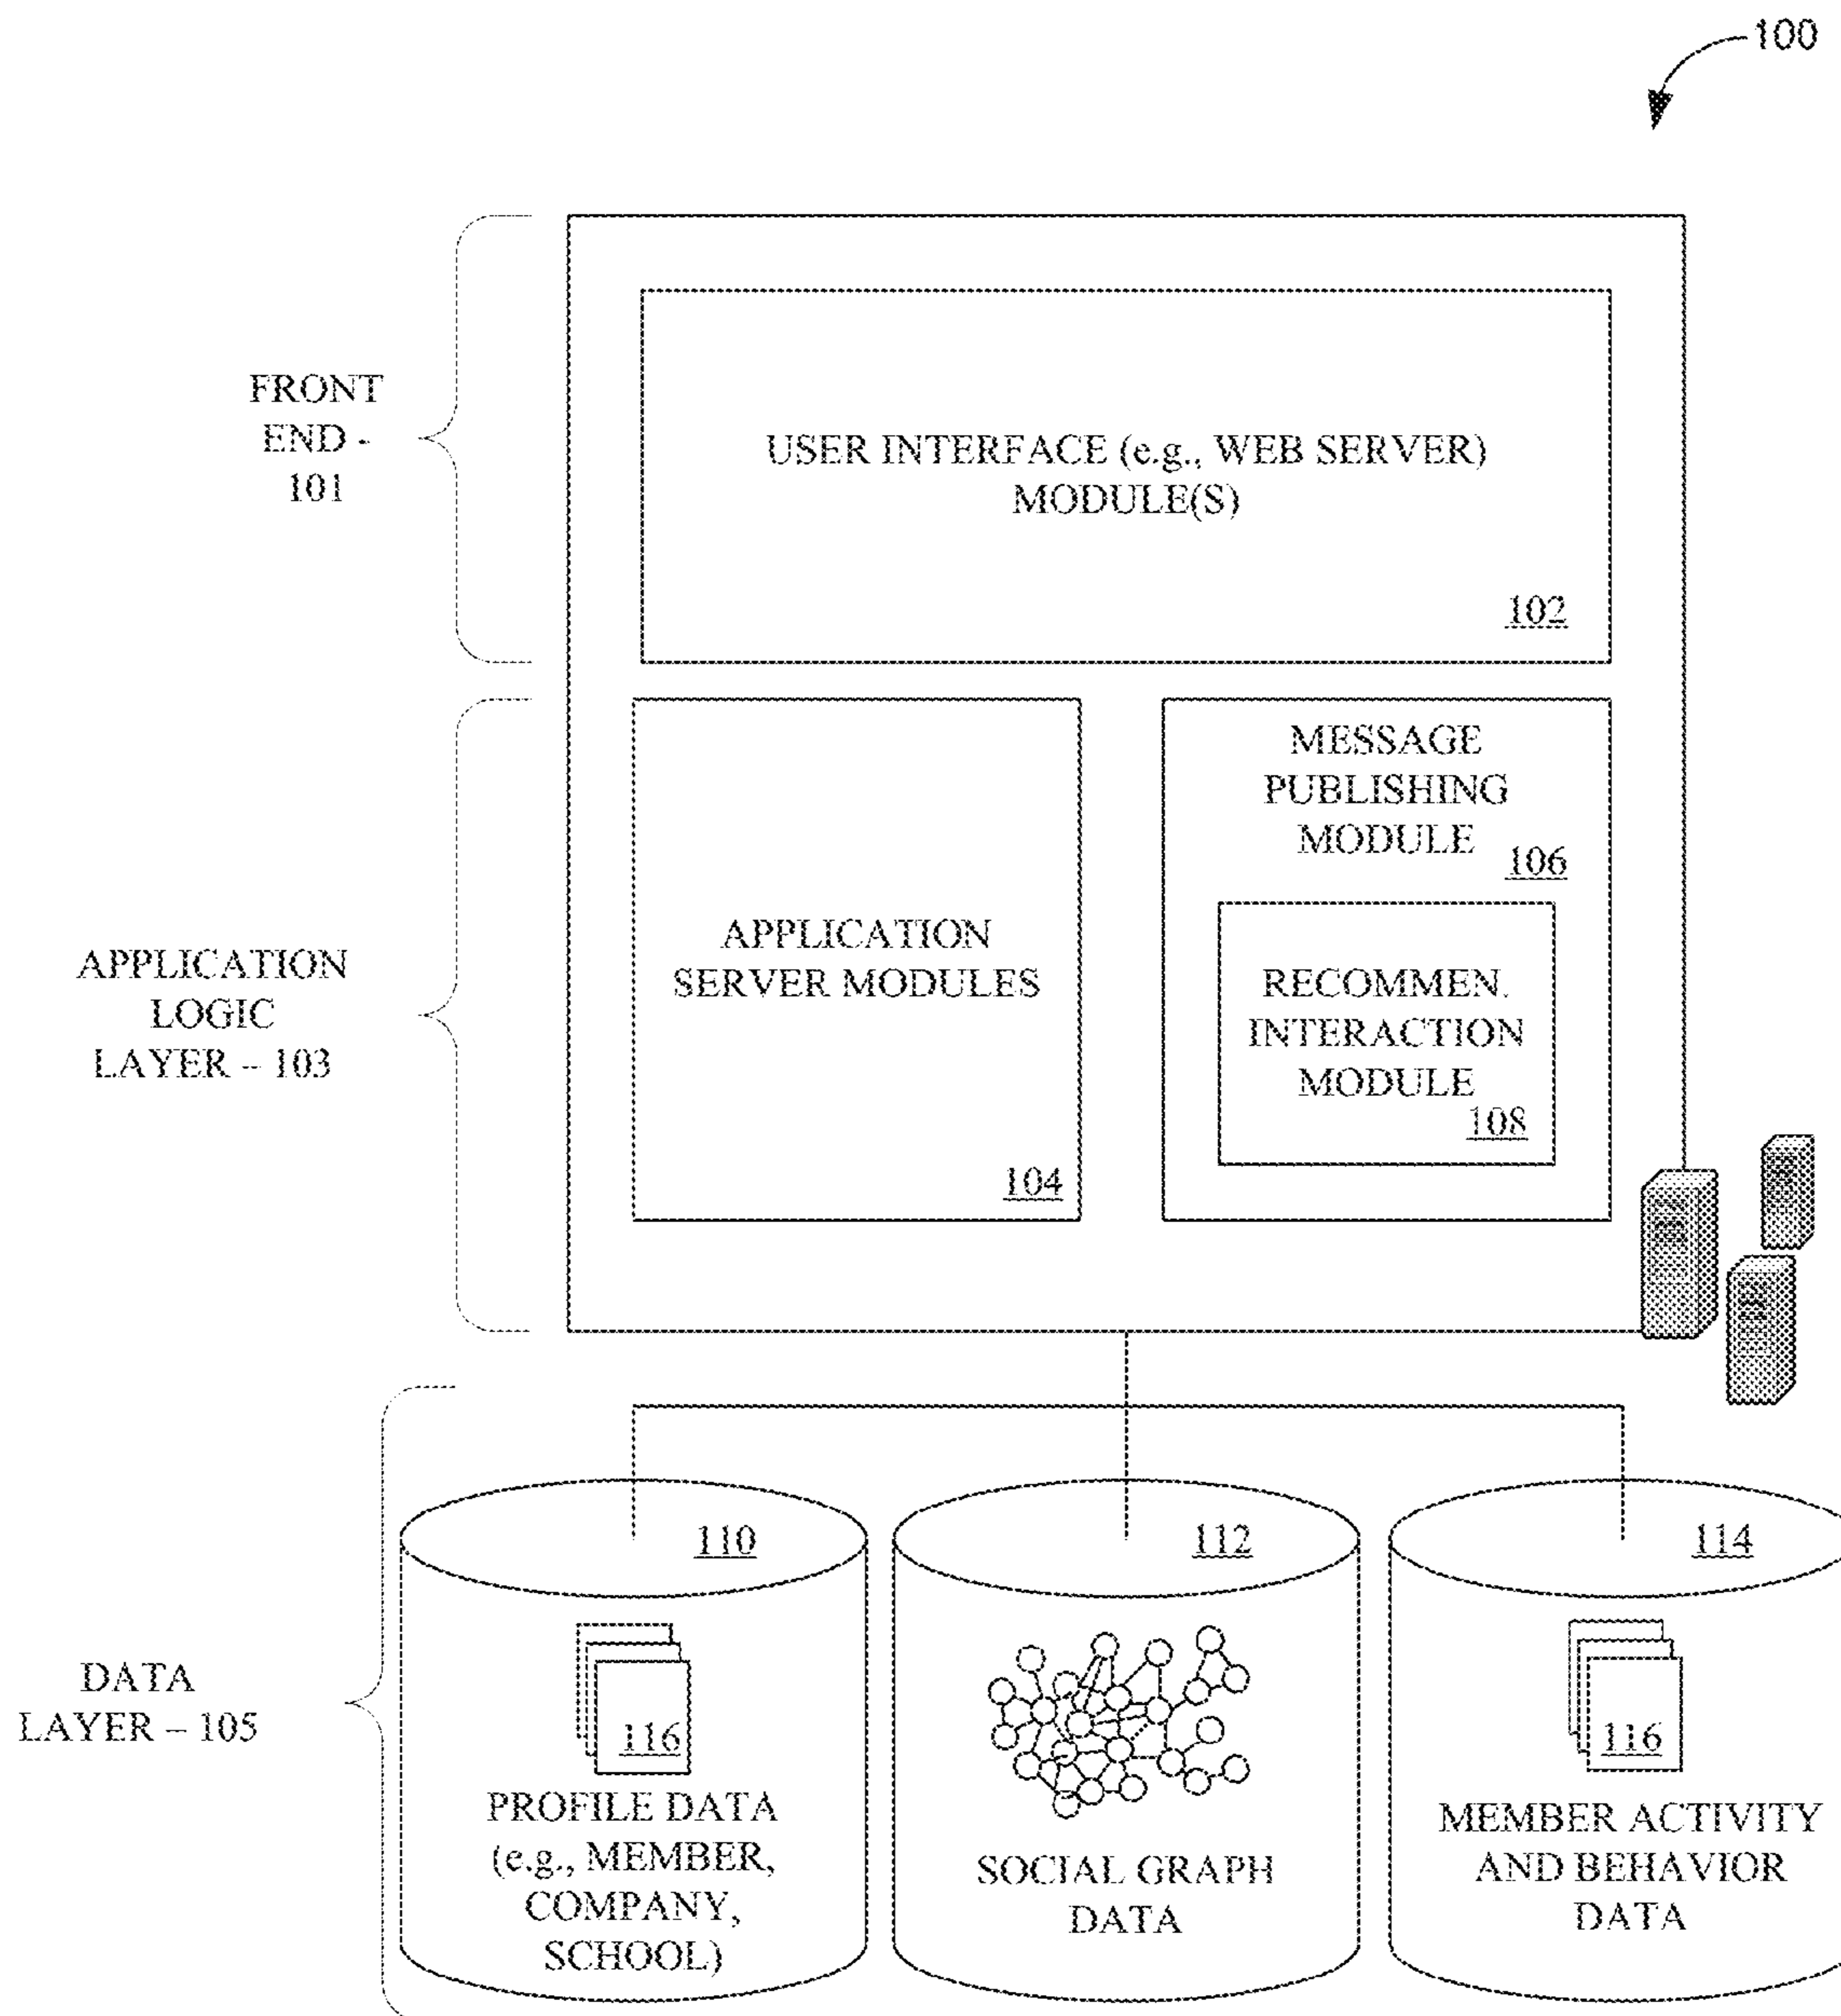 100
FRONT
END -
101
USER INTERFACE (e.g., WEB SERVER)
MODULE(S)
102
APPLICATION
LOGIC
LAYER – 103
APPLICATION
SERVER MODULES
104
MESSAGE
PUBLISHING
MODULE
106
RECOMMEN.
INTERACTION
MODULE
108
DATA
LAYER – 105
110
116
PROFILE DATA
(e.g., MEMBER,
COMPANY,
SCHOOL)
112
SOCIAL GRAPH
DATA
114
116
MEMBER ACTIVITY
AND BEHAVIOR
DATA